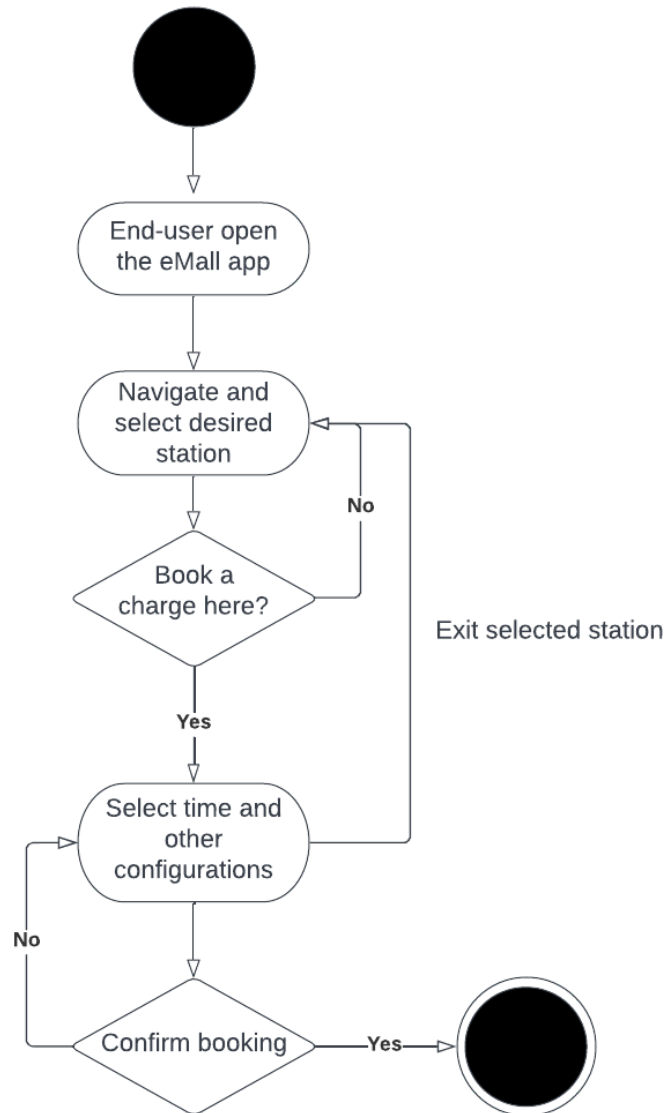 End-user open
the eMall app
Navigate and
select desired
station
No
Book a
charge here?
Exit selected station
Yes
Select time and
other
configurations
No
Confirm booking
Yes